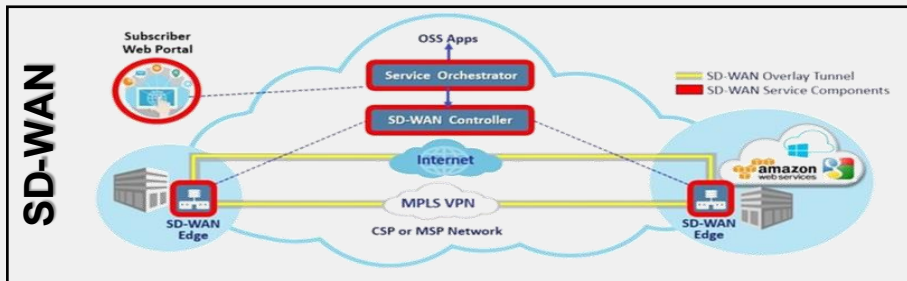 SD-WAN
Subscriber
Web Portal
OSS Apps
Service Orchestrator
SD-WAN Controller
SD-WAN Overlay Tunnel
SD-WAN Service Components
Internet
amazon
web services
MPLS VPN
SD-WAN
Edge
CSP or MSP Network
SD-WAN
Edge